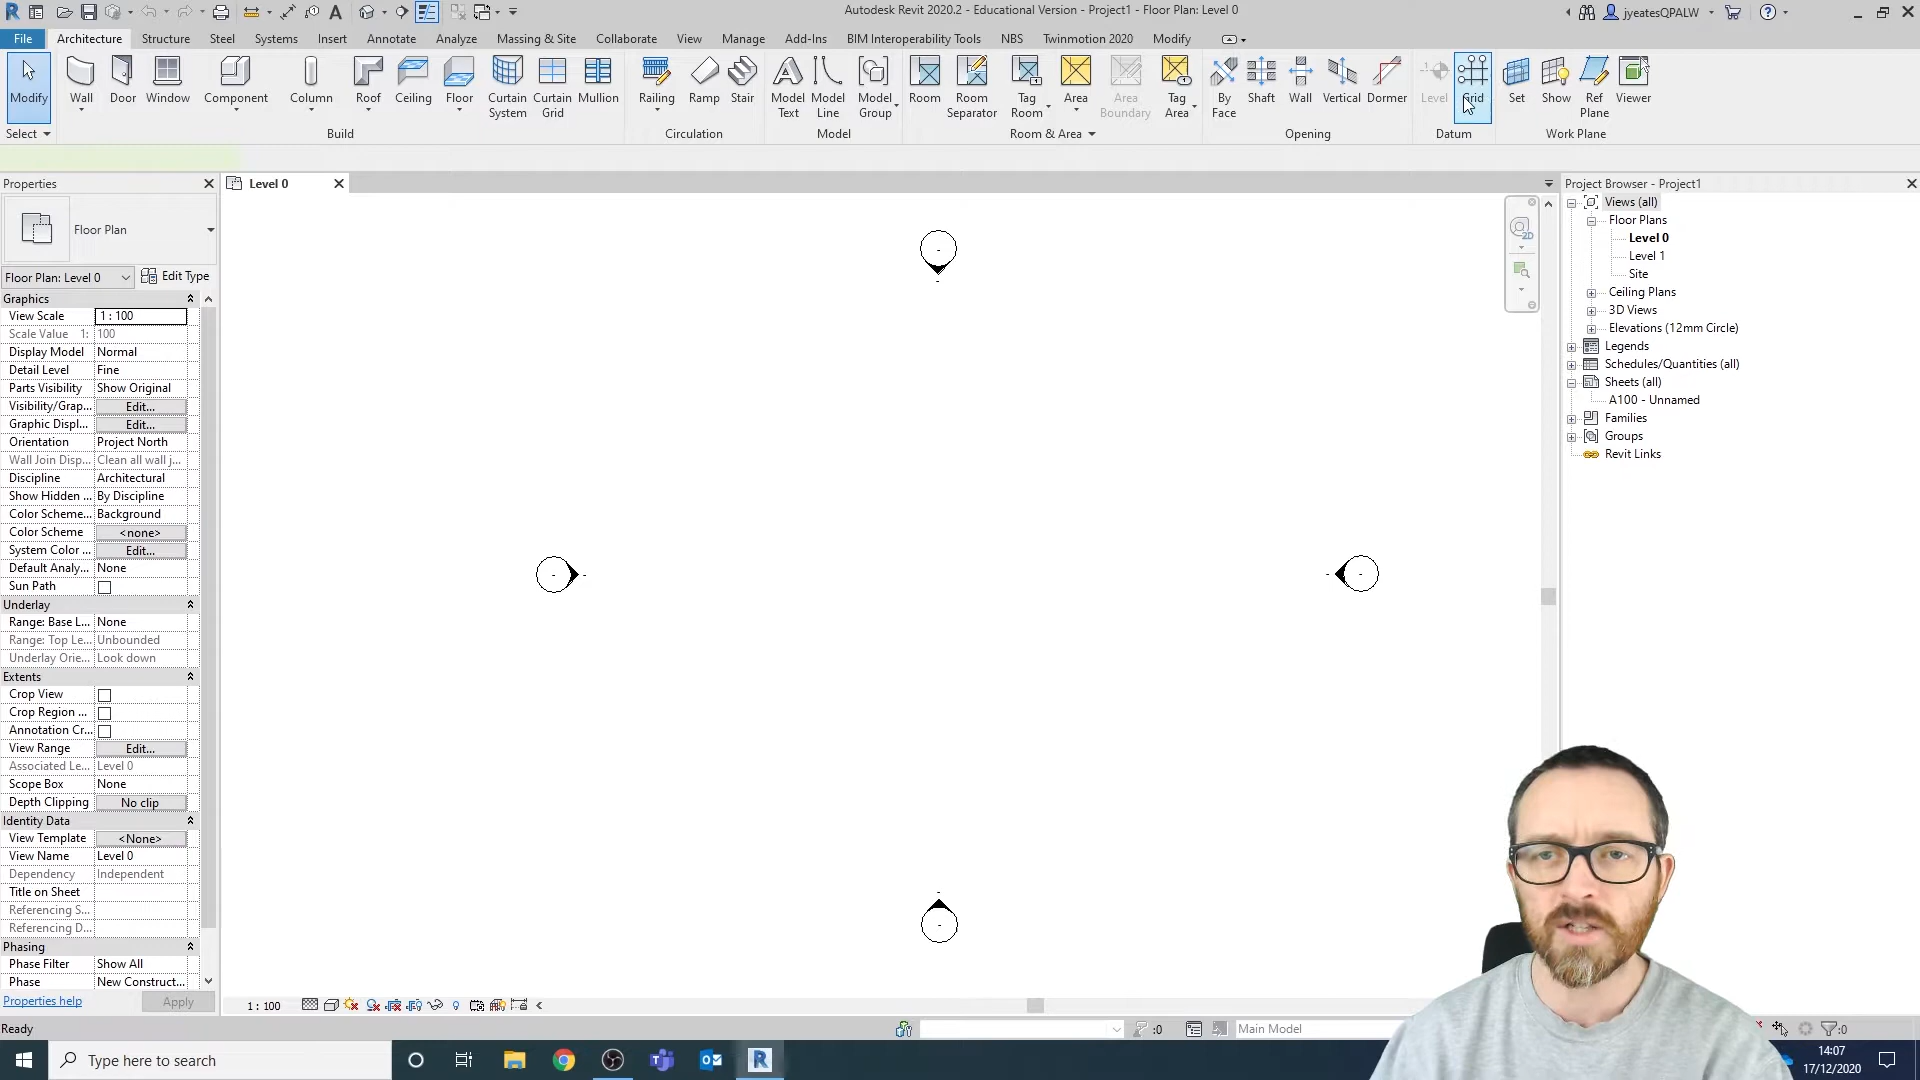 Autodesk Revit 2020.2 - Educational Version - Project1 - Floor Plan: Level 0
jyeatesQPALW
File Architecture Structure Steel Systems Insert Annotate Analyze Massing & Site Collaborate View Manage Add-Ins BIM Interoperability Tools NBS Twinmotion 2020 Modify
Modify Wall Door Window Component Column Roof Ceiling Floor Curtain System Curtain Grid Mullion Railing Ramp Stair Model Text Model Line Model Group Room Room Separator Tag Room Area Area Boundary Tag Area By Face Shaft Wall Vertical Dormer Level Grid Set Show Ref Plane Viewer
Select Build Circulation Model Room & Area Opening Datum Work Plane
Properties
Floor Plan
Floor Plan: Level 0 Edit Type
Graphics
View Scale 1 : 100
Scale Value 1: 100
Display Model Normal
Detail Level Fine
Parts Visibility Show Original
Visibility/Grap... Edit...
Graphic Displ... Edit...
Orientation Project North
Wall Join Disp... Clean all wall j...
Discipline Architectural
Show Hidden ... By Discipline
Color Scheme... Background
Color Scheme <none>
System Color ... Edit...
Default Analy... None
Sun Path
Underlay
Range: Base L... None
Range: Top Le... Unbounded
Underlay Orie... Look down
Extents
Crop View
Crop Region ...
Annotation Cr...
View Range Edit...
Associated Le... Level 0
Scope Box None
Depth Clipping No clip
Identity Data
View Template <None>
View Name Level 0
Dependency Independent
Title on Sheet
Referencing S...
Referencing D...
Phasing
Phase Filter Show All
Phase New Construct...
Properties help Apply
Level 0
2D
1 : 100
Project Browser - Project1
Views (all)
Floor Plans
Level 0
Level 1
Site
Ceiling Plans
3D Views
Elevations (12mm Circle)
Legends
Schedules/Quantities (all)
Sheets (all)
A100 - Unnamed
Families
Groups
Revit Links
Ready :0 Main Model :0
Type here to search
14:07
17/12/2020